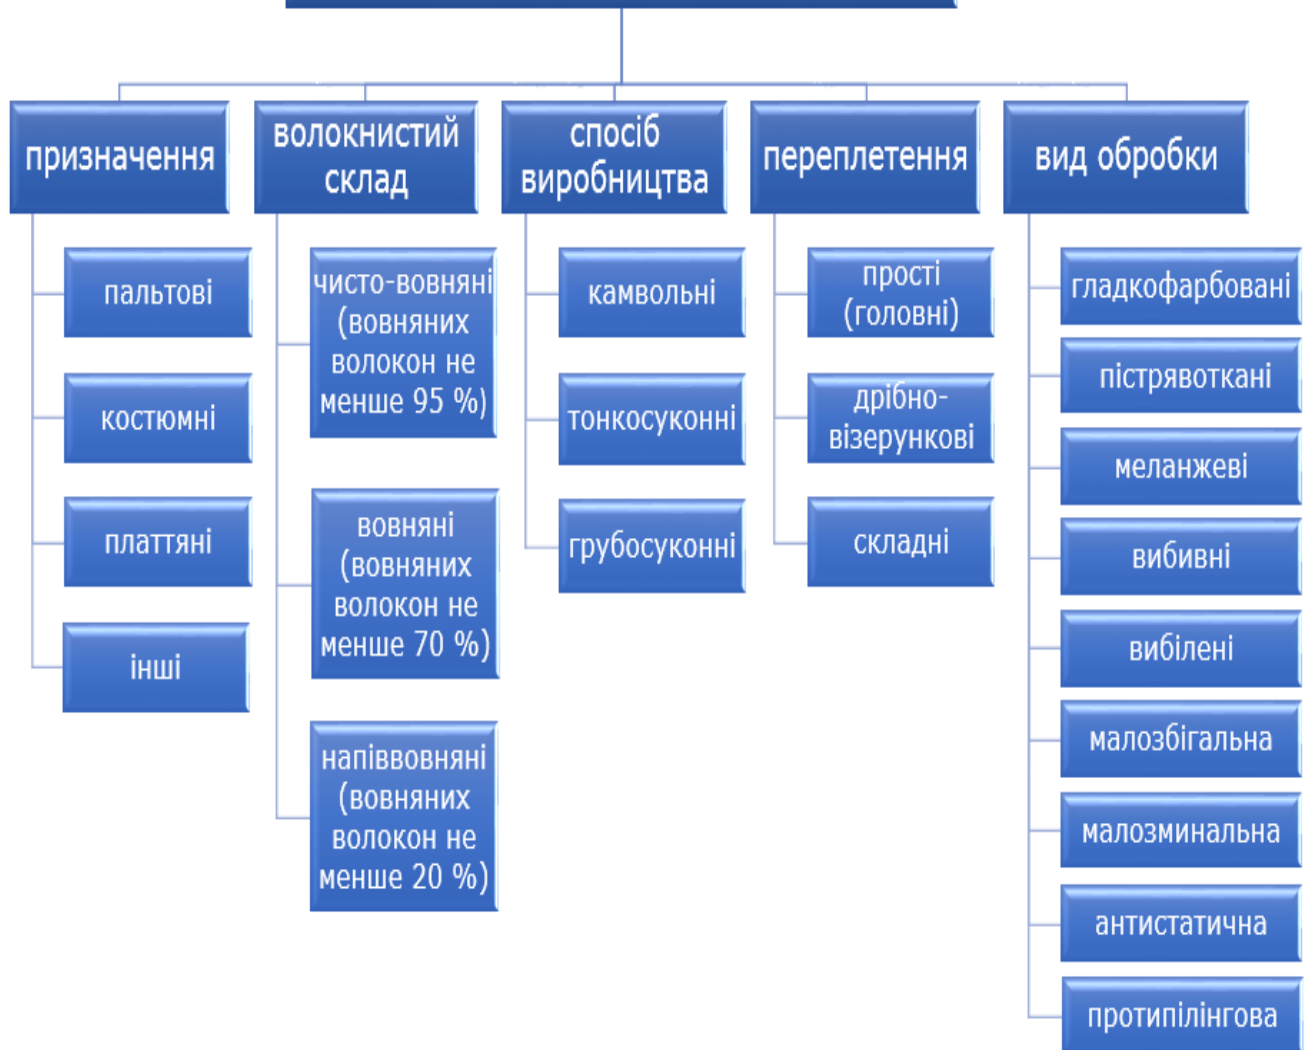 призначення
пальтові
костюмні
платтяні
інші
волокнистий
склад
чисто-вовняні
(вовняних
волокон не
менше 95 %)
вовняні
(вовняних
волокон не
менше 70 %)
напіввовняні
(вовняних
волокон не
менше 20 %)
спосіб
виробництва
камвольні
тонкосуконні
грубосуконні
переплетення
прості
(головні)
дрібно-
візерункові
складні
вид обробки
гладкофарбовані
пістрявоткані
меланжеві
вибивні
вибілені
малозбігальна
малозминальна
антистатична
протипілінгова